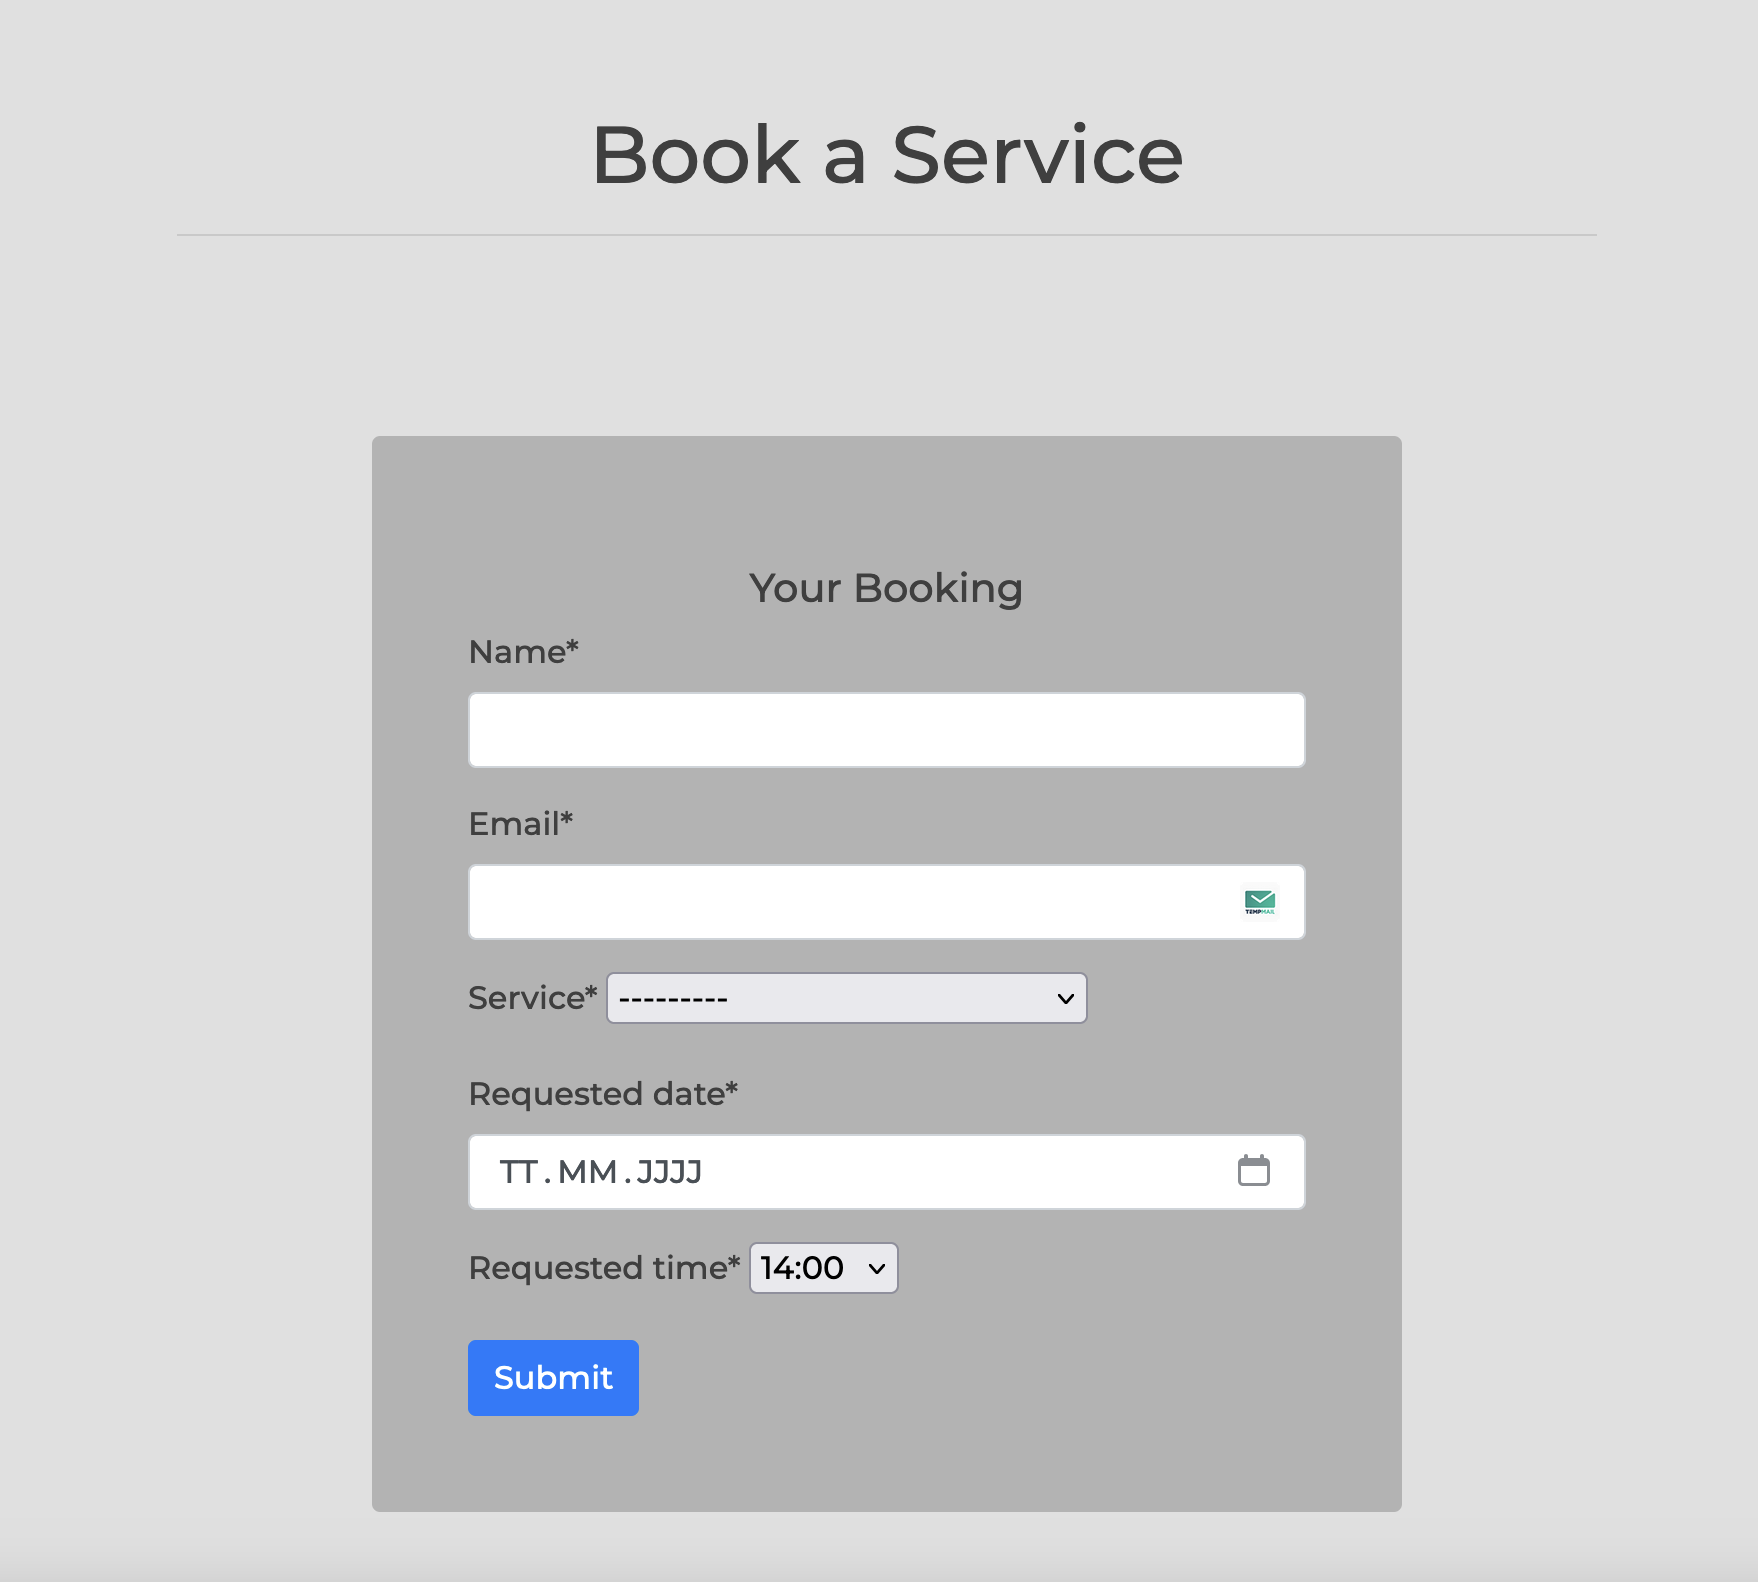 Book a Service
Your Booking
Name*
Email*
TEMPMAIL
Service* ---------
Requested date*
TT.MM.JJJJ
Requested time* 14:00
Submit